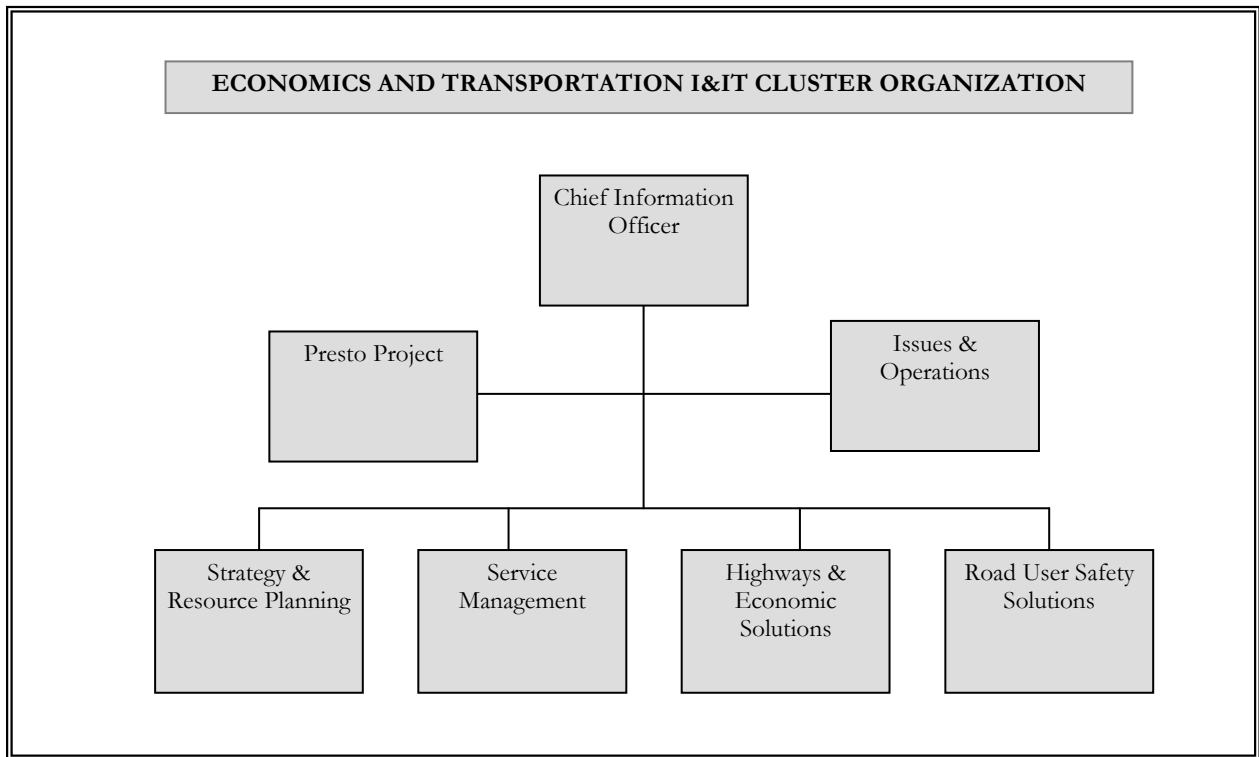 ECONOMICS AND TRANSPORTATION I&IT CLUSTER ORGANIZATION
Chief Information
Officer
Presto Project
Issues &
Operations
Strategy &
Resource Planning
Service
Management
Highways &
Economic
Solutions
Road User Safety
Solutions